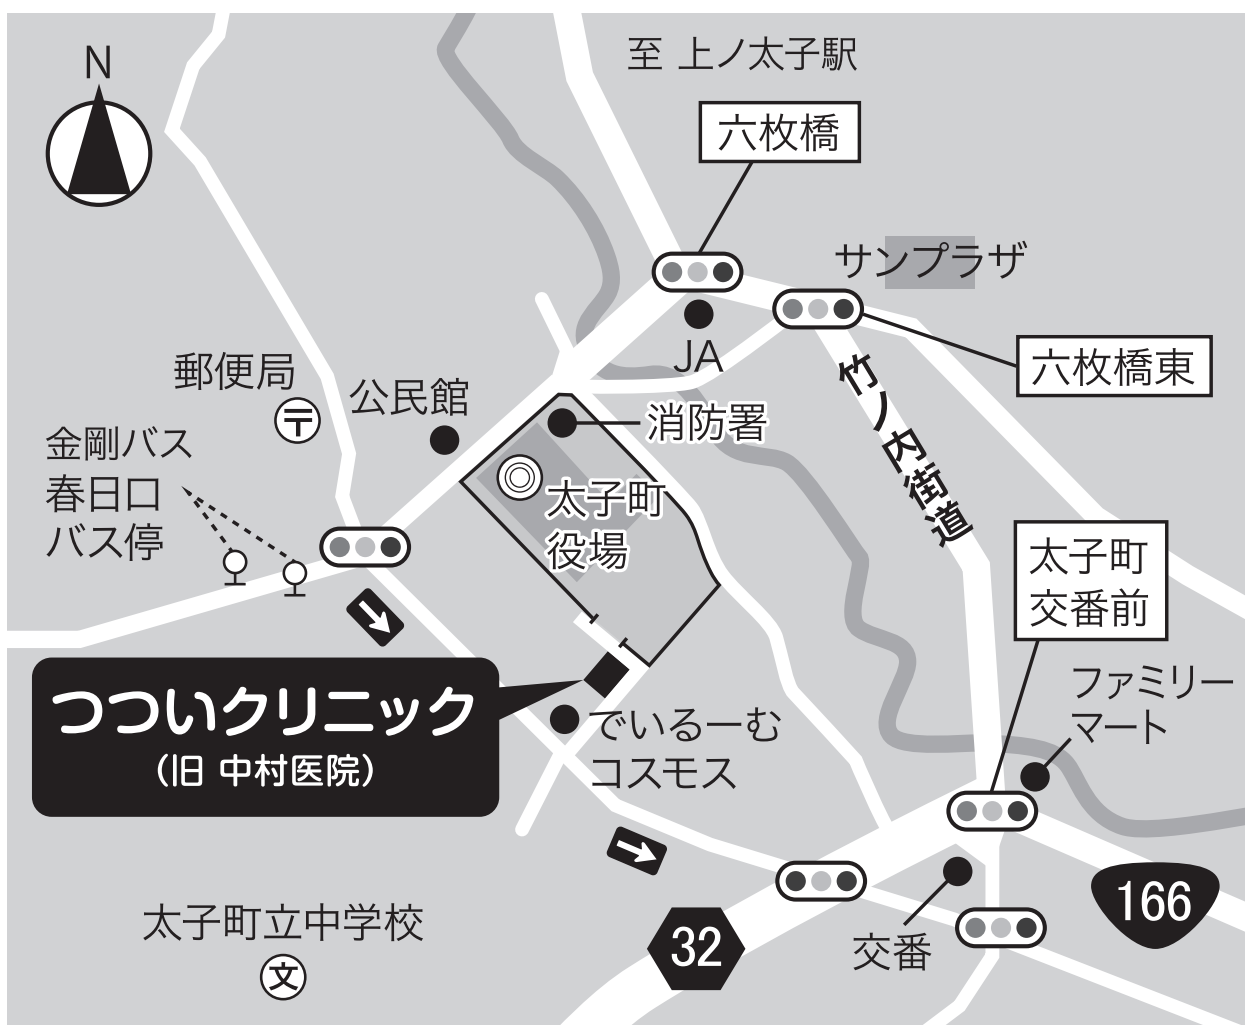 N
至 上ノ太子駅
六枚橋
サンプラザ
JA
六枚橋東
郵便局
〒
公民館
消防署
竹ノ内街道
金剛バス
春日口
バス停
太子町
役場
太子町
交番前
ファミリー
マート
つついクリニック
（旧 中村医院）
でいるーむ
コスモス
太子町立中学校
文
32
交番
166